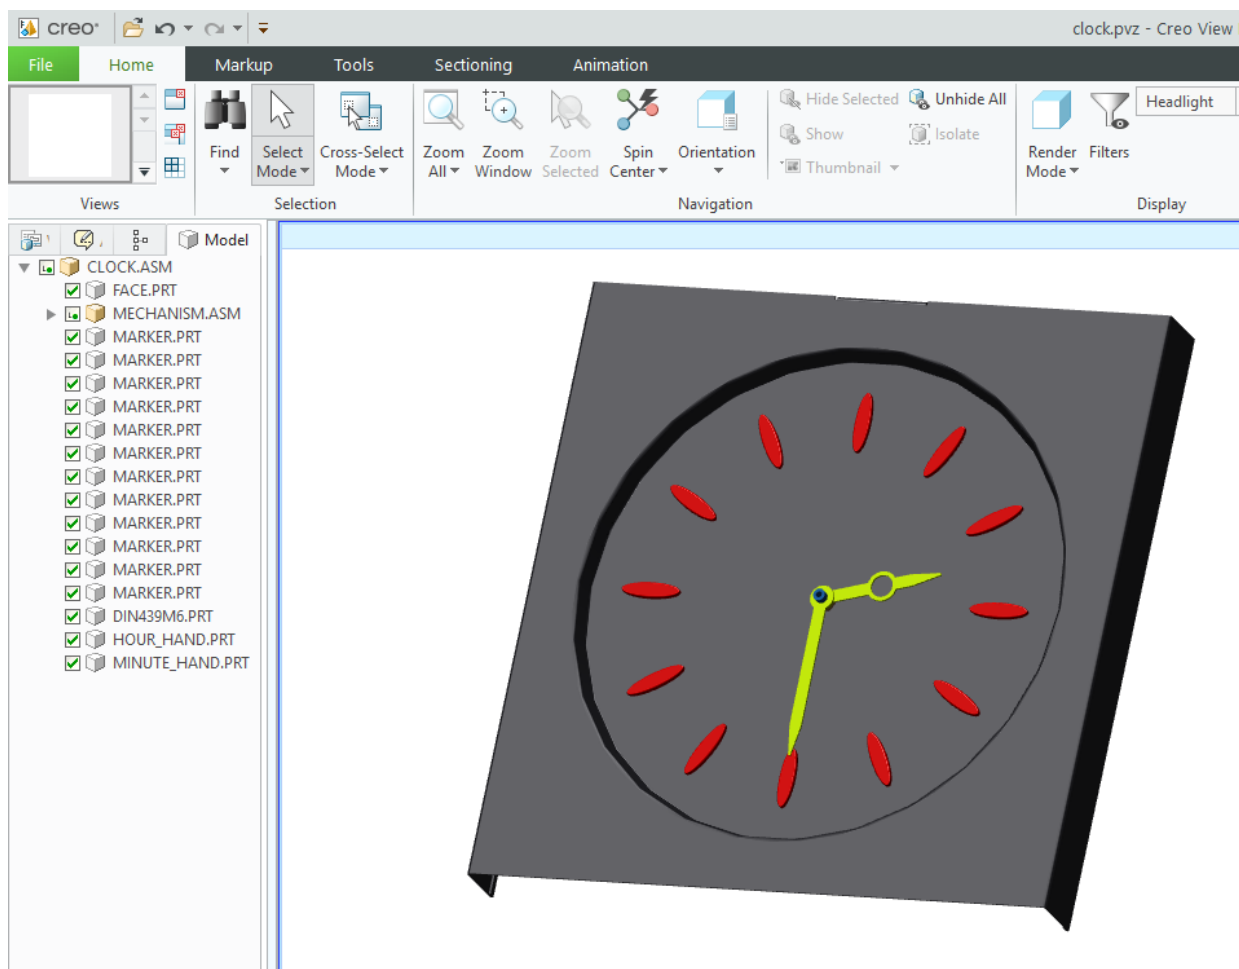 creo®
clock.pvz - Creo View
File Home Markup Tools Sectioning Animation
Find
Select Mode
Cross-Select Mode
Zoom All
Zoom Window
Zoom Selected
Spin Center
Orientation
Hide Selected
Unhide All
Show
Isolate
Thumbnail
Render Mode
Filters
Headlight
Views
Selection
Navigation
Display
Model
CLOCK.ASM
FACE.PRT
MECHANISM.ASM
MARKER.PRT
MARKER.PRT
MARKER.PRT
MARKER.PRT
MARKER.PRT
MARKER.PRT
MARKER.PRT
MARKER.PRT
MARKER.PRT
MARKER.PRT
MARKER.PRT
MARKER.PRT
DIN439M6.PRT
HOUR_HAND.PRT
MINUTE_HAND.PRT